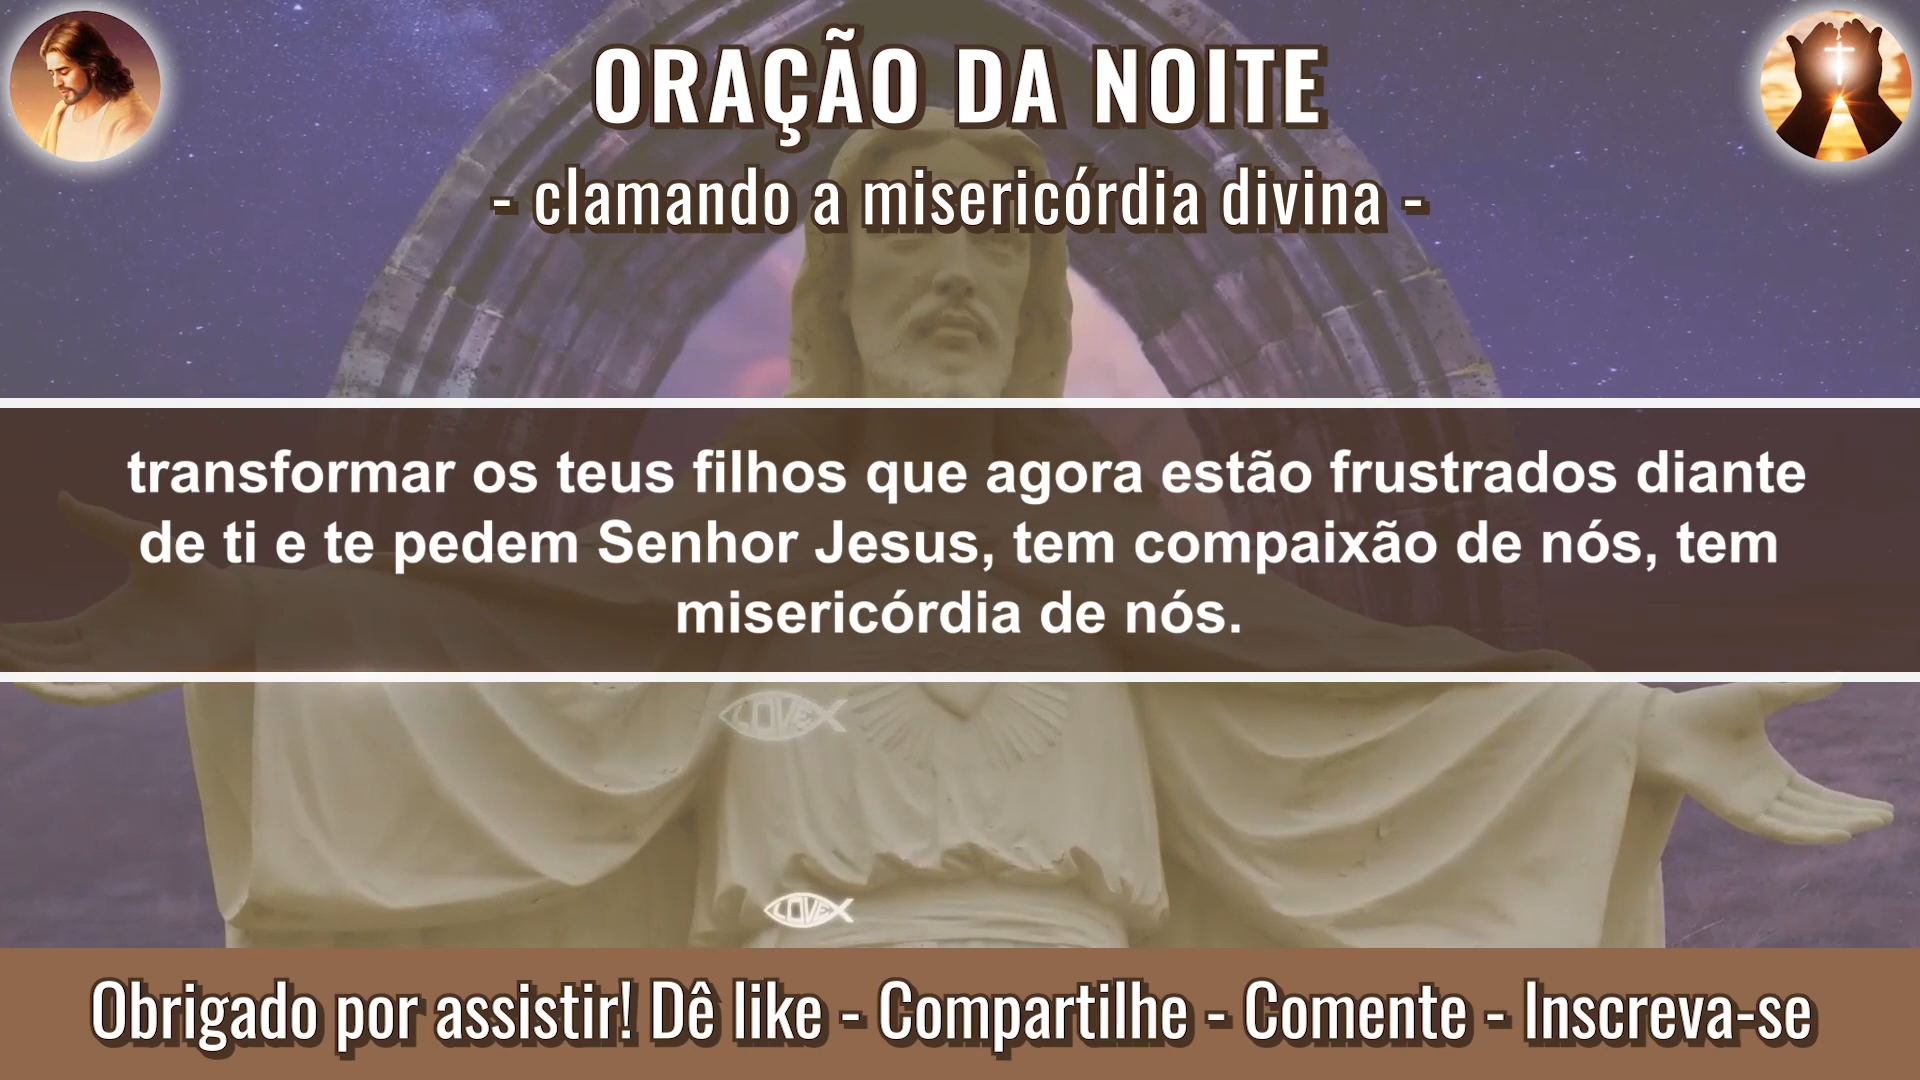 ORAÇÃO DA NOITE
- clamando a misericórdia divina -
transformar os teus filhos que agora estão frustrados diante
de ti e te pedem Senhor Jesus, tem compaixão de nós, tem
misericórdia de nós.
LOVE
LOVE
Obrigado por assistir! Dê like - Compartilhe - Comente - Inscreva-se